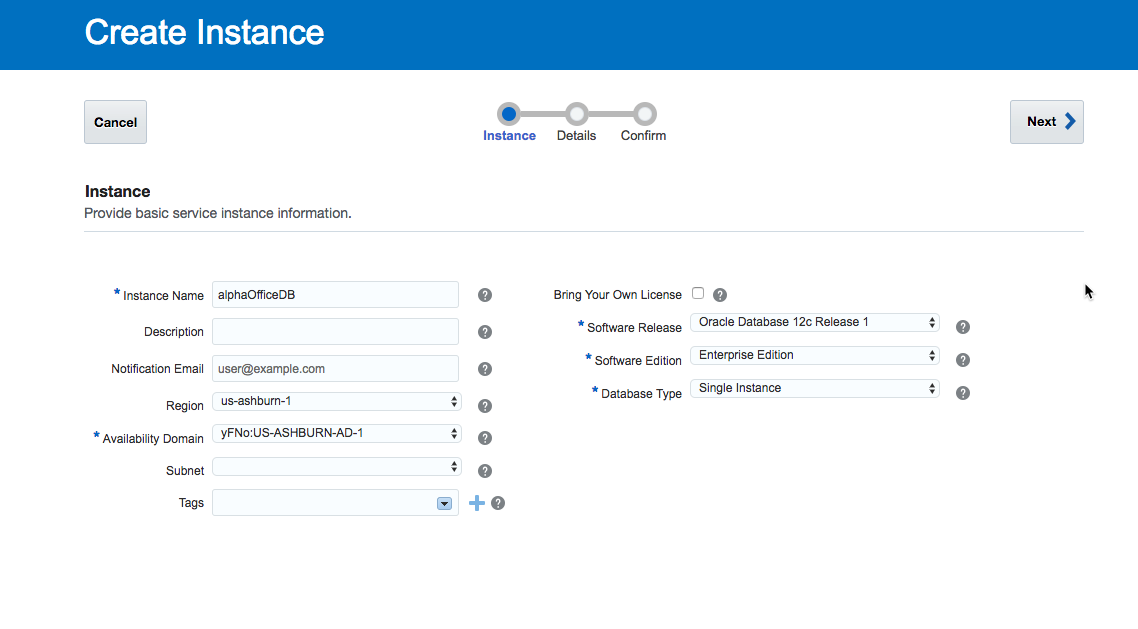 Create Instance
Cancel
Instance Details Confirm
Next
Instance
Provide basic service instance information.
* Instance Name alphaOfficeDB ?
Description ?
Notification Email user@example.com ?
Region us-ashburn-1 ?
* Availability Domain yFNo:US-ASHBURN-AD-1 ?
Subnet ?
Tags ?
Bring Your Own License ?
* Software Release Oracle Database 12c Release 1 ?
* Software Edition Enterprise Edition ?
* Database Type Single Instance ?